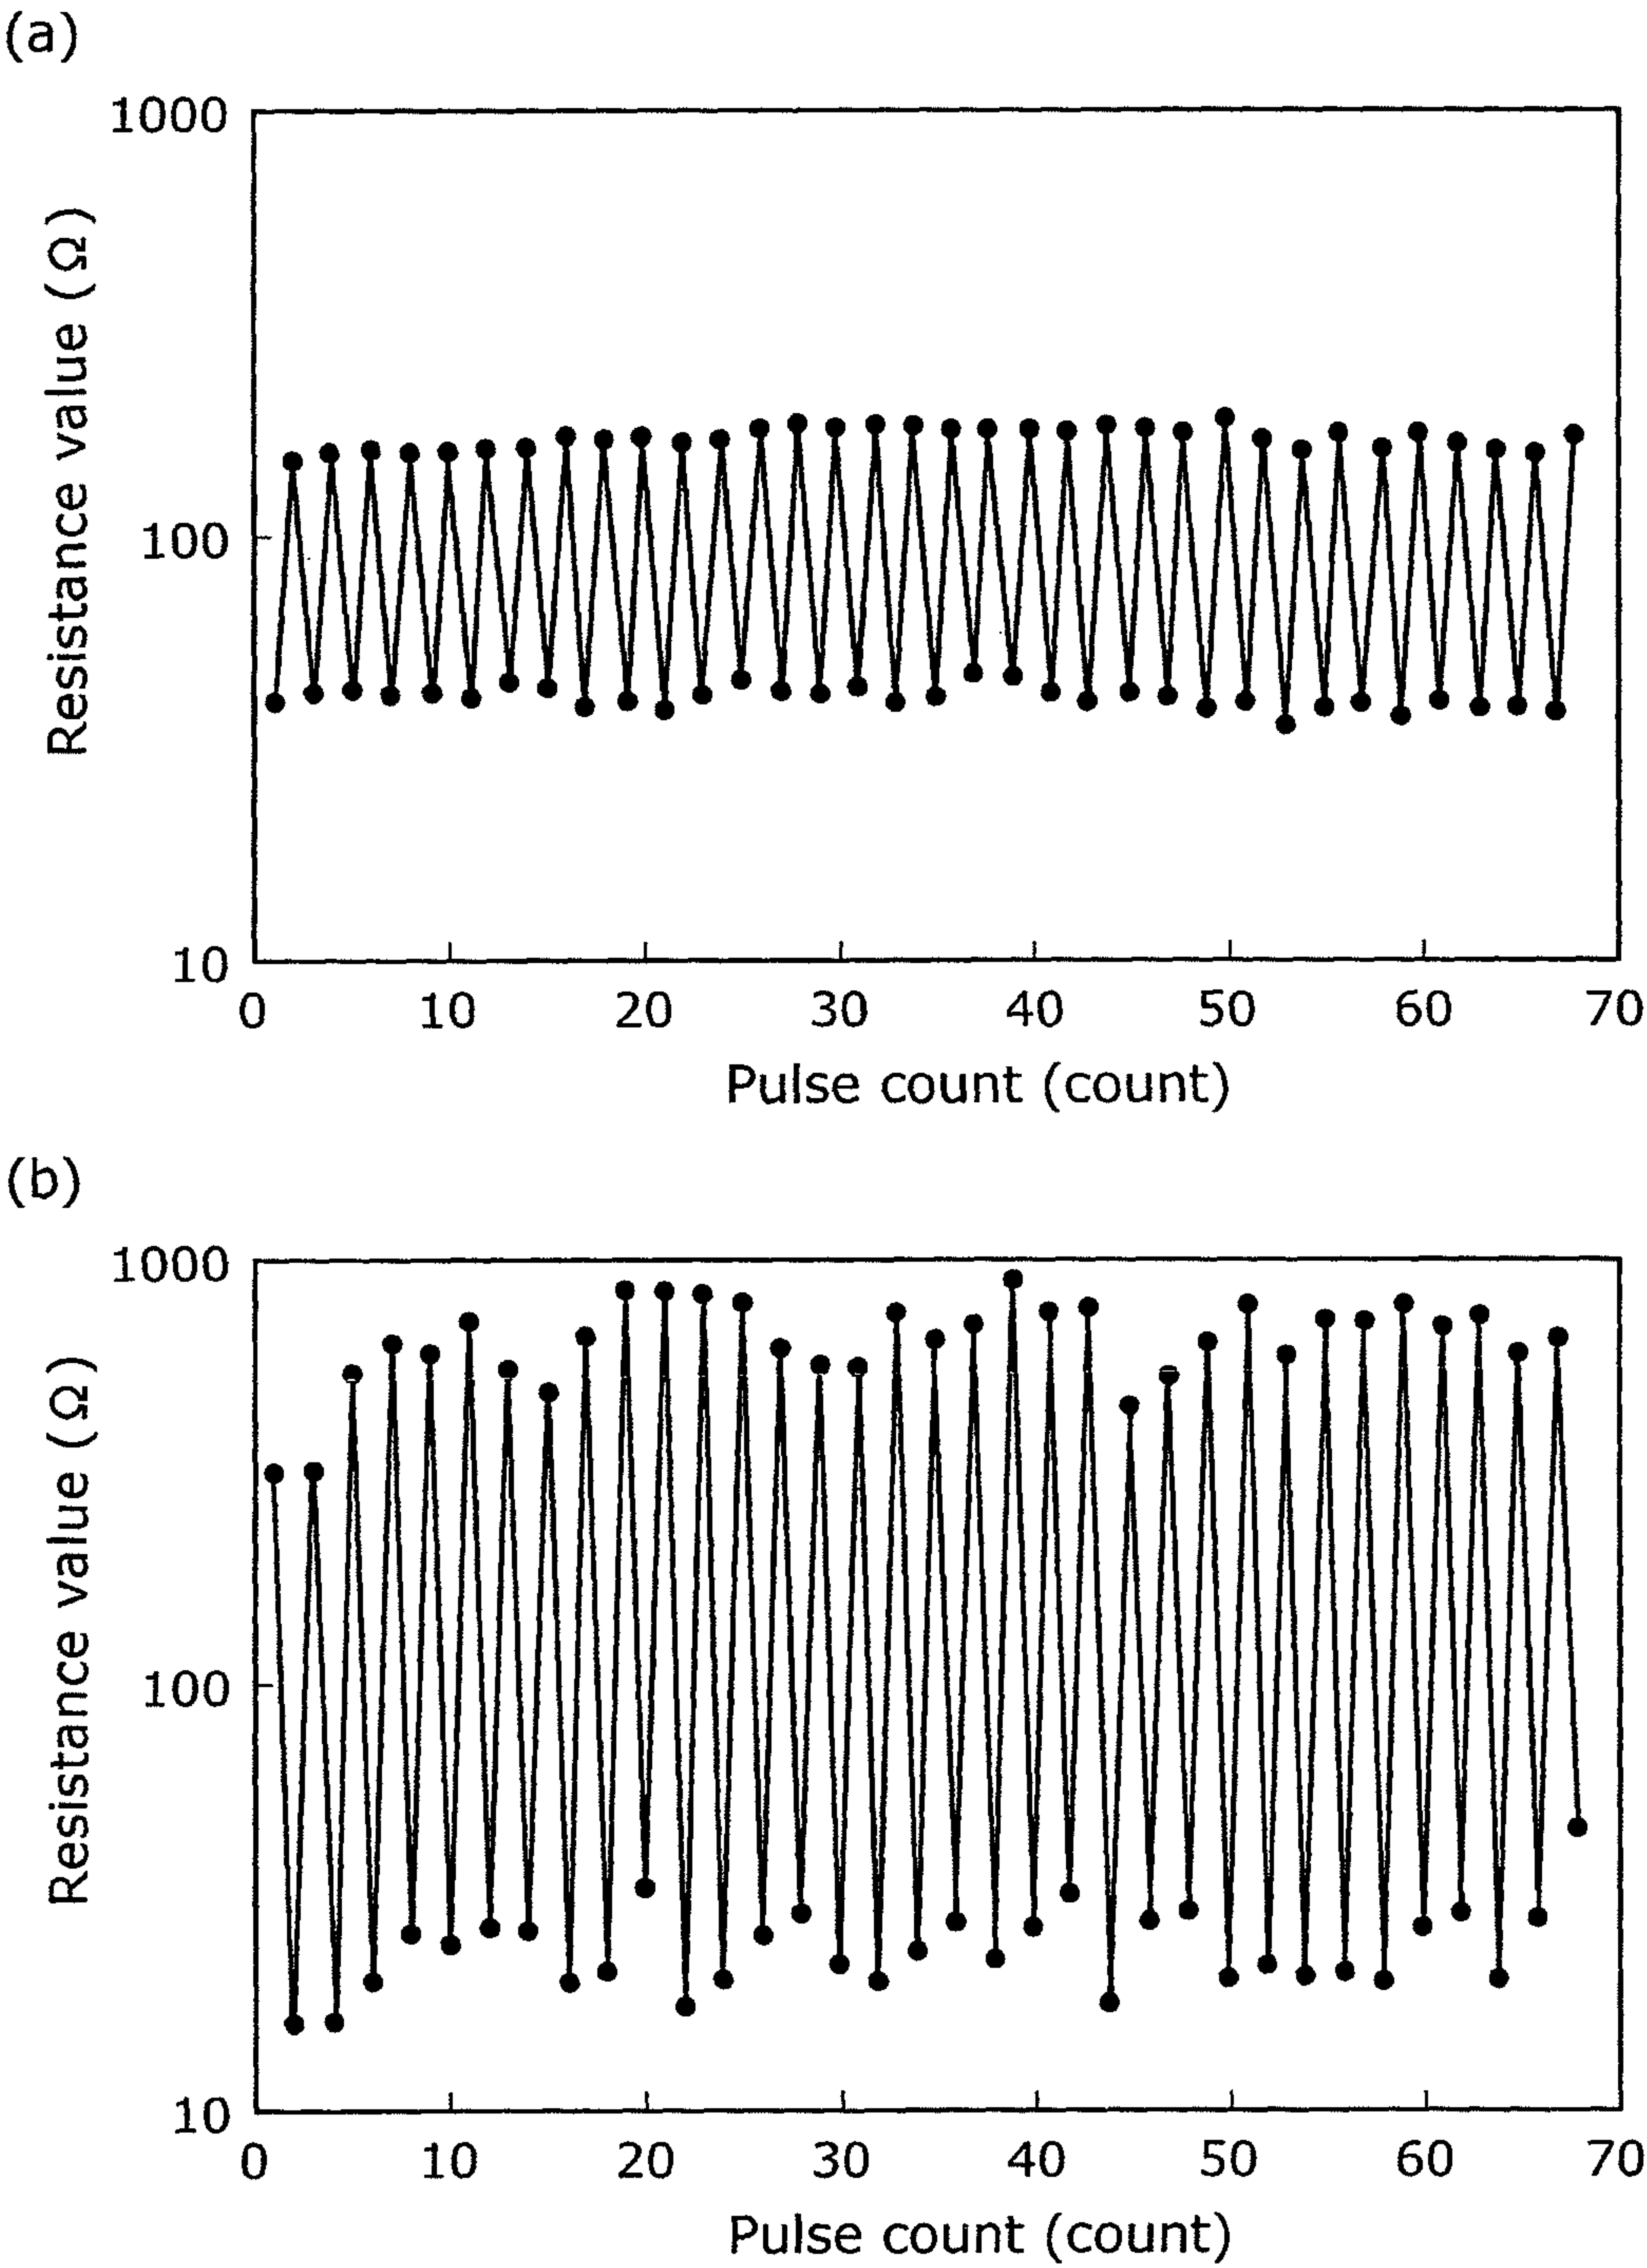 (a)
1000
100
10
Resistance value (Ω)
0 10 20 30 40 50 60 70
Pulse count (count)
(b)
1000
100
10
Resistance value (Ω)
0 10 20 30 40 50 60 70
Pulse count (count)